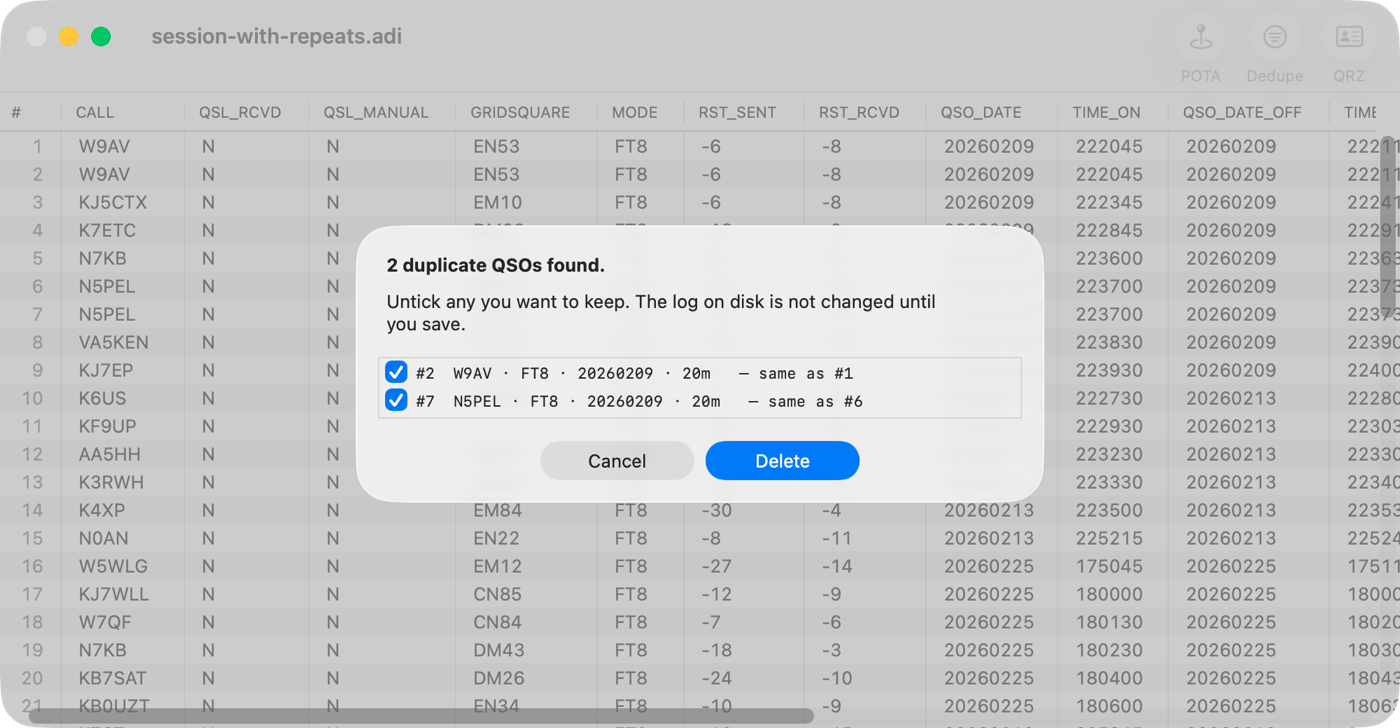 session-with-repeats.adi
POTA Dedupe QRZ
# CALL QSL_RCVD QSL_MANUAL GRIDSQUARE MODE RST_SENT RST_RCVD QSO_DATE TIME_ON QSO_DATE_OFF
1 W9AV N N EN53 FT8 -6 -8 20260209 222045 20260209
2 W9AV N N EN53 FT8 -6 -8 20260209 222045 20260209
3 KJ5CTX N N EM10 FT8 -6 -8 20260209 222345 20260209
4 K7ETC N N 222845 20260209
5 N7KB N N 223600 20260209
6 N5PEL N N 223700 20260209
7 N5PEL N N 223700 20260209
8 VA5KEN N N 223830 20260209
9 KJ7EP N N 223930 20260209
10 K6US N N 222730 20260213
11 KF9UP N N 222930 20260213
12 AA5HH N N 223230 20260213
13 K3RWH N N 223330 20260213
14 K4XP N N EM84 FT8 -30 -4 20260213 223500 20260213
15 N0AN N N EN22 FT8 -8 -11 20260213 225215 20260213
16 W5WLG N N EM12 FT8 -27 -14 20260225 175045 20260225
17 KJ7WLL N N CN85 FT8 -12 -9 20260225 180000 20260225
18 W7QF N N CN84 FT8 -7 -6 20260225 180130 20260225
19 N7KB N N DM43 FT8 -18 -3 20260225 180230 20260225
20 KB7SAT N N DM26 FT8 -24 -10 20260225 180400 20260225
21 KB0UZT N N EN34 FT8 -10 -9 20260225 180600 20260225
2 duplicate QSOs found.
Untick any you want to keep. The log on disk is not changed until
you save.
#2 W9AV · FT8 · 20260209 · 20m — same as #1
#7 N5PEL · FT8 · 20260209 · 20m — same as #6
Cancel Delete